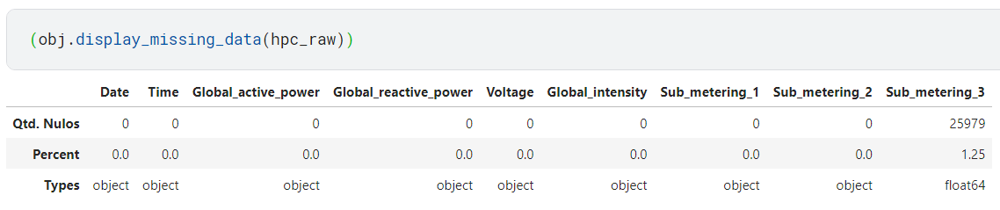 (obj.display_missing_data(hpc_raw))
Date Time Global_active_power Global_reactive_power Voltage Global_intensity Sub_metering_1 Sub_metering_2 Sub_metering_3
Qtd. Nulos 0 0 0 0 0 0 0 0 25979
Percent 0.0 0.0 0.0 0.0 0.0 0.0 0.0 0.0 1.25
Types object object object object object object object object float64